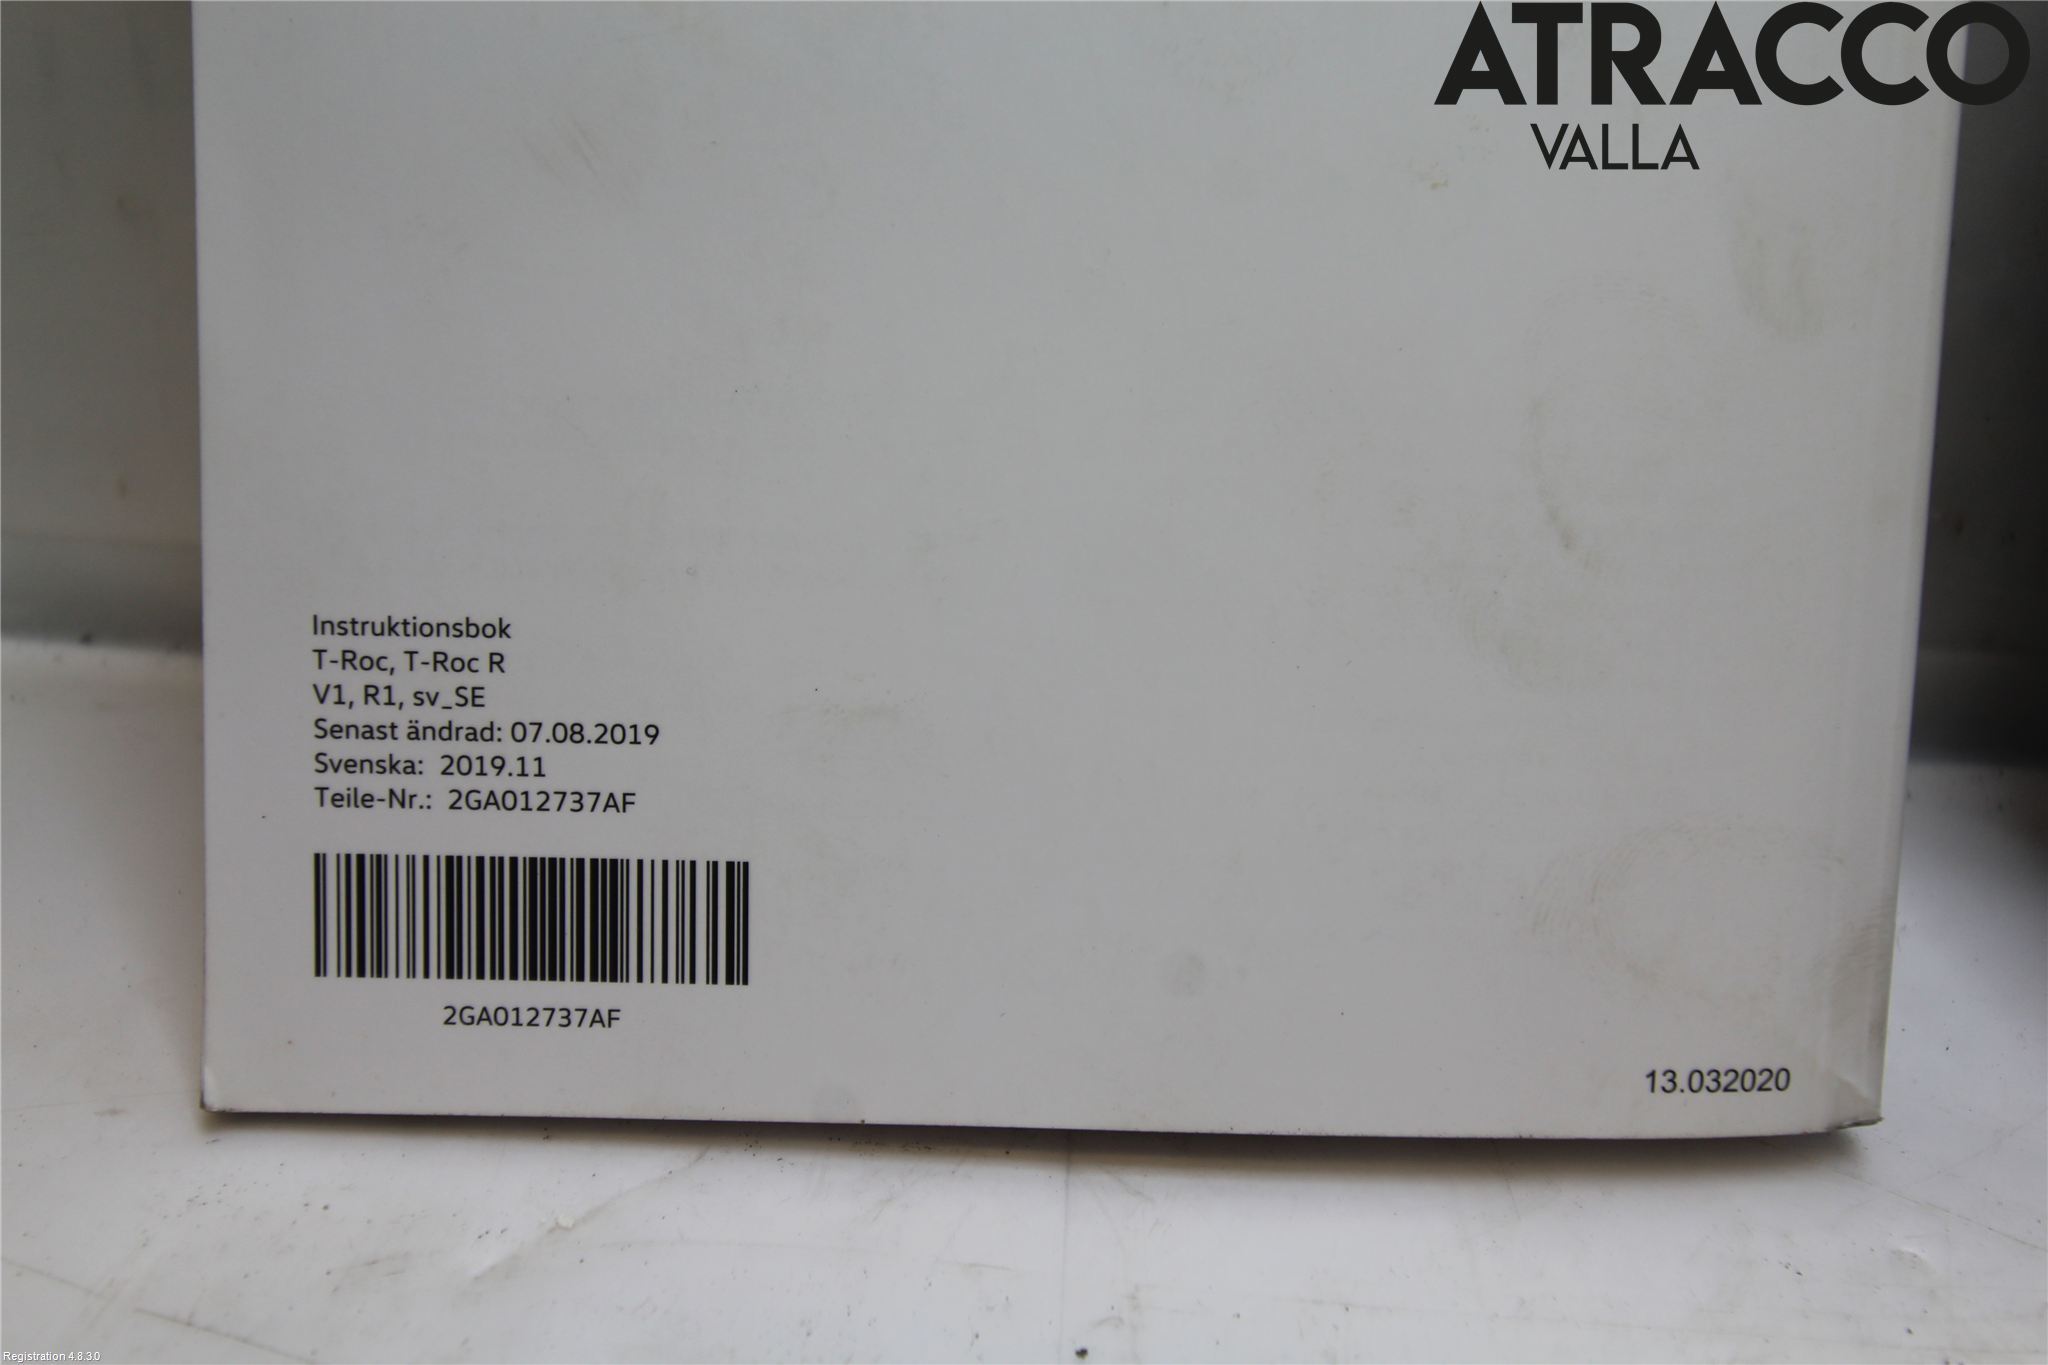 ATRACCO
VALLA
Instruktionsbok
T-Roc, T-Roc R
V1, R1, sv_SE
Senast ändrad: 07.08.2019
Svenska: 2019.11
Teile-Nr.: 2GA012737AF
2GA012737AF
13.032020
Registration 4.8.3.0